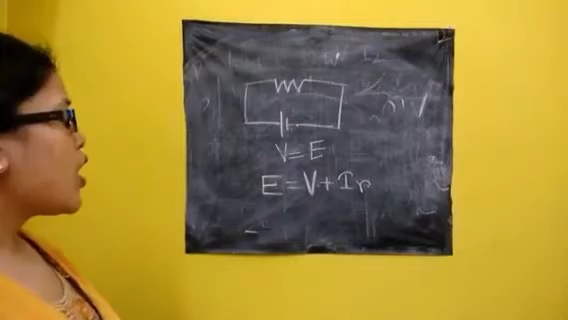 V = E
E = V + Ir